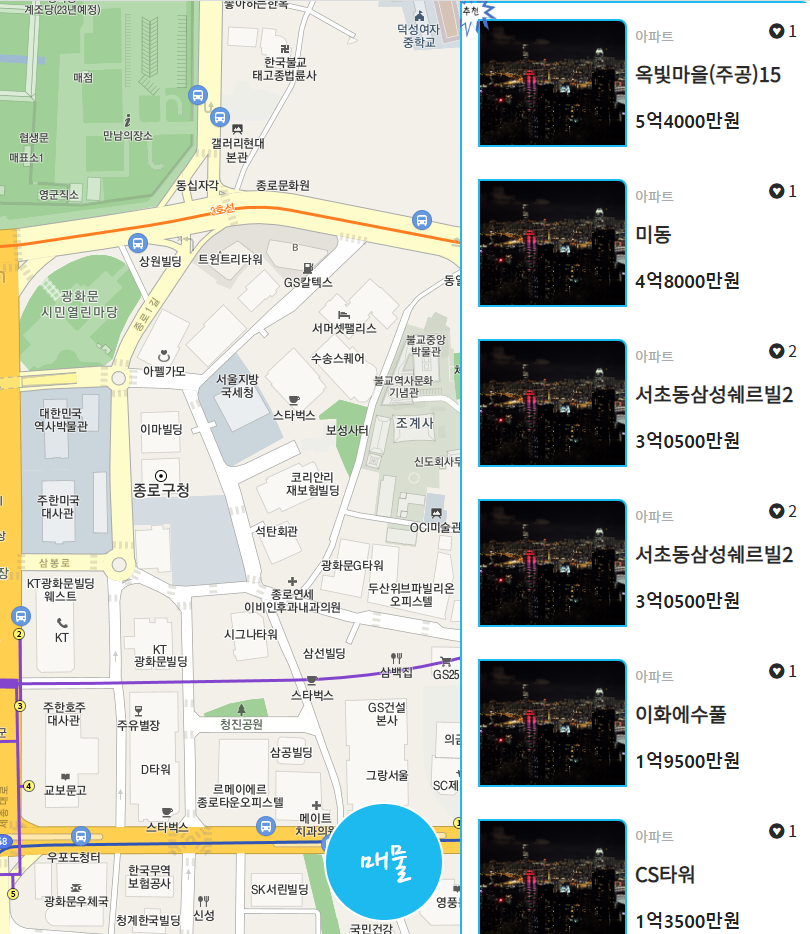 계조당(23년예정)
좋아하는한옥
덕성여자
중학교
한국불교
태고종법륜사
매점
만남의장소
협생문
매표소1
갤러리현대
본관
영군직소
동십자각
종로문화원
3호선
상원빌딩
트윈트리타워
B
GS칼텍스
동일
광화문
시민열린마당
종로1길
서머셋팰리스
불교중앙
박물관
아펠가모
수송스퀘어
서울지방
국세청
불교역사문화
기념관
대한민국
역사박물관
스타벅스
이마빌딩
보성사터
조계사
신도회사무
종로구청
코리안리
재보험빌딩
주한미국
대사관
석탄회관
OCI미술관
삼봉로
광화문G타워
KT광화문빌딩
웨스트
종로연세
이비인후과내과의원
두산위브파빌리온
오피스텔
KT
2
시그나타워
KT
광화문빌딩
삼선빌딩
삼백집
GS25
스타벅스
3
주한호주
대사관
주유별장
청진공원
GS건설
본사
삼공빌딩
D타워
그랑서울
SC제
4
교보문고
르메이에르
종로타운오피스텔
세종대로
스타벅스
메이트
치과의원
1
우포도청터
한국무역
보험공사
SK서린빌딩
5
광화문우체국
신성
영풍
청계한국빌딩
국민건강
매물
추천
아파트
1
옥빛마을(주공)15
5억4000만원
아파트
1
미동
4억8000만원
아파트
2
서초동삼성쉐르빌2
3억0500만원
아파트
2
서초동삼성쉐르빌2
3억0500만원
아파트
1
이화에수풀
1억9500만원
아파트
1
CS타워
1억3500만원